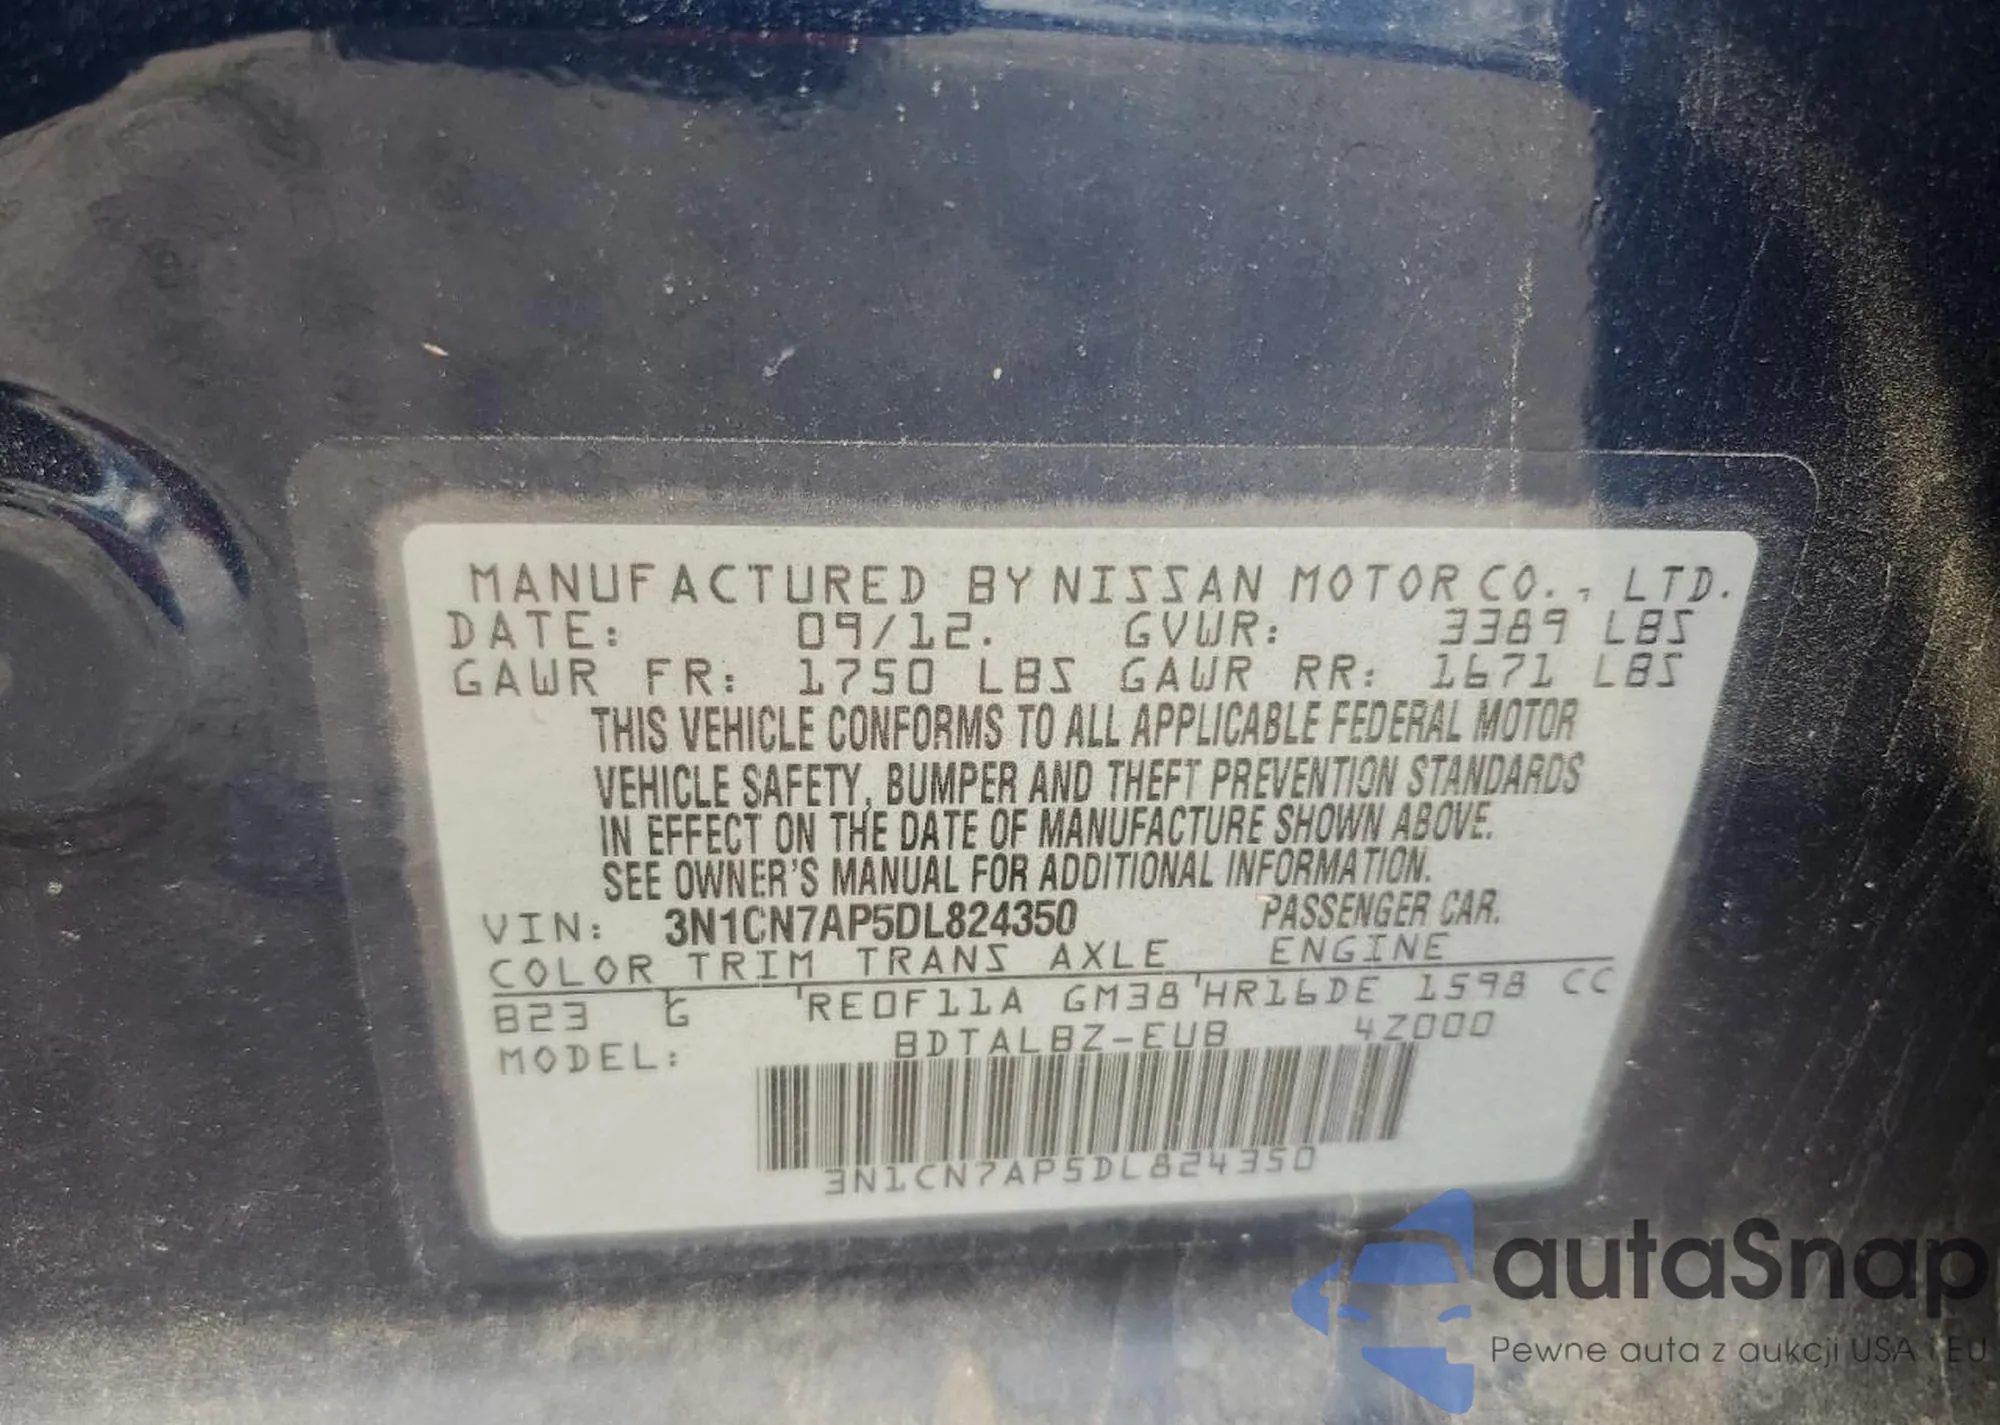 MANUFACTURED BY NISSAN MOTOR CO., LTD.
DATE: 09/12. GVWR: 3389 LBS
GAWR FR: 1750 LBS GAWR RR: 1671 LBS
THIS VEHICLE CONFORMS TO ALL APPLICABLE FEDERAL MOTOR
VEHICLE SAFETY, BUMPER AND THEFT PREVENTION STANDARDS
IN EFFECT ON THE DATE OF MANUFACTURE SHOWN ABOVE.
SEE OWNER'S MANUAL FOR ADDITIONAL INFORMATION.
VIN: 3N1CN7AP5DL824350 PASSENGER CAR.
COLOR TRIM TRANS AXLE ENGINE
B23 G RE0F11A GM38 HR16DE 1598 CC
MODEL: BDTALBZ-EUB 4Z000
3N1CN7AP5DL824350
autaSnap
Pewne auta z aukcji USA i EU